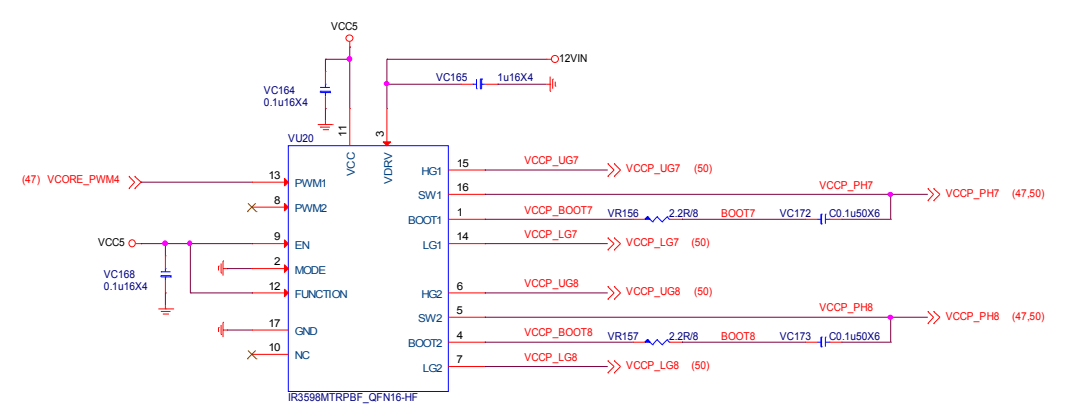 VCC5
12VIN
VC165 1u16X4
VC164
0.1u16X4
VU20
11
3
VCC
VDRV
(47) VCORE_PWM4
13 PWM1
8 PWM2
VCC5
9 EN
2 MODE
VC168
0.1u16X4
12 FUNCTION
17 GND
10 NC
HG1 15 VCCP_UG7 VCCP_UG7 (50)
SW1 16 VCCP_PH7 VCCP_PH7 (47,50)
BOOT1 1 VCCP_BOOT7 VR156 2.2R/8 BOOT7 VC172 C0.1u50X6
LG1 14 VCCP_LG7 VCCP_LG7 (50)
HG2 6 VCCP_UG8 VCCP_UG8 (50)
SW2 5 VCCP_PH8 VCCP_PH8 (47,50)
BOOT2 4 VCCP_BOOT8 VR157 2.2R/8 BOOT8 VC173 C0.1u50X6
LG2 7 VCCP_LG8 VCCP_LG8 (50)
IR3598MTRPBF_QFN16-HF